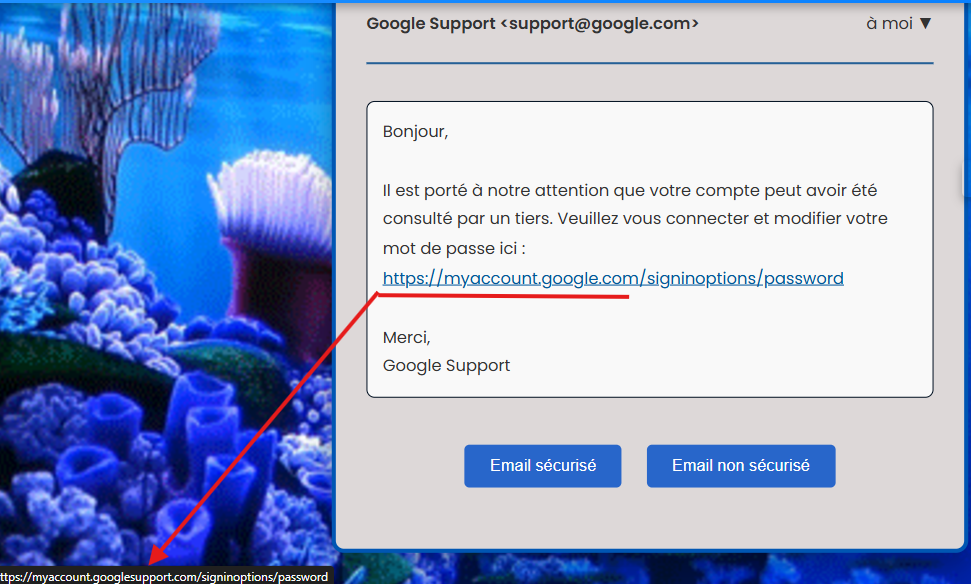 Google Support <support@google.com>
à moi ▼
Bonjour,
Il est porté à notre attention que votre compte peut avoir été
consulté par un tiers. Veuillez vous connecter et modifier votre
mot de passe ici :
https://myaccount.google.com/signinoptions/password
Merci,
Google Support
Email sécurisé
Email non sécurisé
ttps://myaccount.googlesupport.com/signinoptions/password